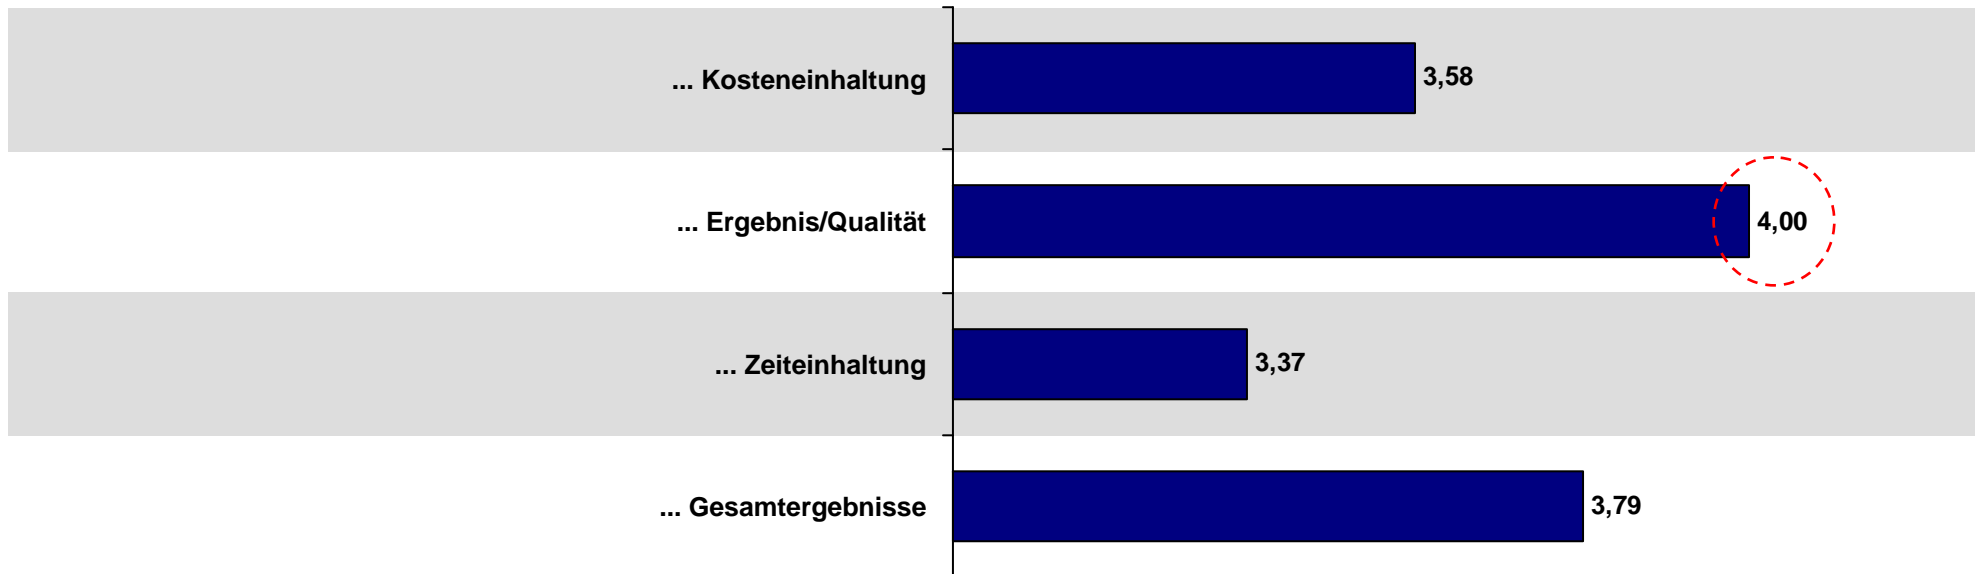 ... Kosteneinhaltung 3,58
... Ergebnis/Qualität 4,00
... Zeiteinhaltung 3,37
... Gesamtergebnisse 3,79